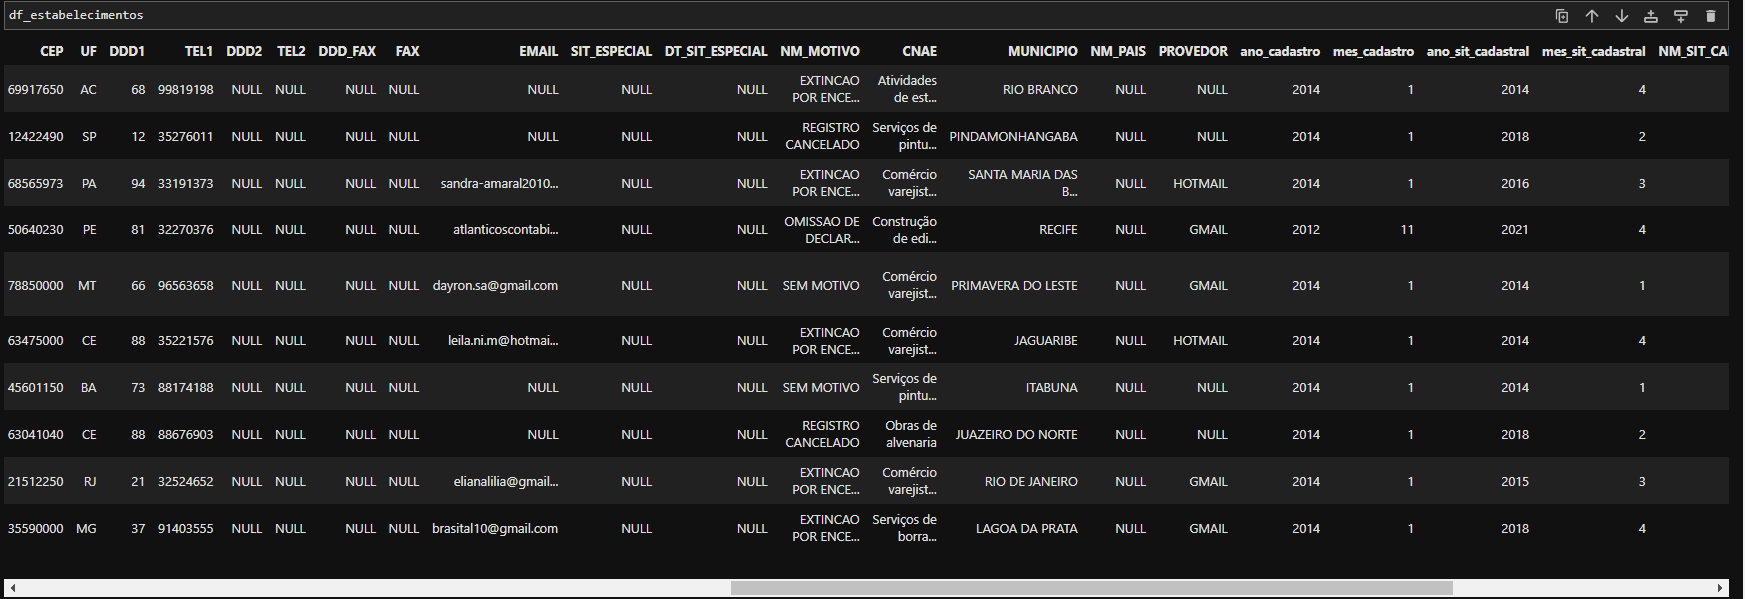 df_estabelecimentos
CEP UF DDD1 TEL1 DDD2 TEL2 DDD_FAX FAX EMAIL SIT_ESPECIAL DT_SIT_ESPECIAL NM_MOTIVO CNAE MUNICIPIO NM_PAIS PROVEDOR ano_cadastro mes_cadastro ano_sit_cadastral mes_sit_cadastral NM_SIT_CA
69917650 AC 68 99819198 NULL NULL NULL NULL NULL NULL NULL EXTINCAO POR ENCE... Atividades de est... RIO BRANCO NULL NULL 2014 1 2014 4
12422490 SP 12 35276011 NULL NULL NULL NULL NULL NULL NULL REGISTRO CANCELADO Serviços de pintu... PINDAMONHANGABA NULL NULL 2014 1 2018 2
68565973 PA 94 33191373 NULL NULL NULL NULL sandra-amaral2010... NULL NULL EXTINCAO POR ENCE... Comércio varejist... SANTA MARIA DAS B... NULL HOTMAIL 2014 1 2016 3
50640230 PE 81 32270376 NULL NULL NULL NULL atlanticoscontabi... NULL NULL OMISSAO DE DECLAR... Construção de edi... RECIFE NULL GMAIL 2012 11 2021 4
78850000 MT 66 96563658 NULL NULL NULL NULL dayron.sa@gmail.com NULL NULL SEM MOTIVO Comércio varejist... PRIMAVERA DO LESTE NULL GMAIL 2014 1 2014 1
63475000 CE 88 35221576 NULL NULL NULL NULL leila.ni.m@hotmai... NULL NULL EXTINCAO POR ENCE... Comércio varejist... JAGUARIBE NULL HOTMAIL 2014 1 2014 4
45601150 BA 73 88174188 NULL NULL NULL NULL NULL NULL NULL SEM MOTIVO Serviços de pintu... ITABUNA NULL NULL 2014 1 2014 1
63041040 CE 88 88676903 NULL NULL NULL NULL NULL NULL NULL REGISTRO CANCELADO Obras de alvenaria JUAZEIRO DO NORTE NULL NULL 2014 1 2018 2
21512250 RJ 21 32524652 NULL NULL NULL NULL elianalilia@gmail... NULL NULL EXTINCAO POR ENCE... Comércio varejist... RIO DE JANEIRO NULL GMAIL 2014 1 2015 3
35590000 MG 37 91403555 NULL NULL NULL NULL brasital10@gmail.com NULL NULL EXTINCAO POR ENCE... Serviços de borra... LAGOA DA PRATA NULL GMAIL 2014 1 2018 4